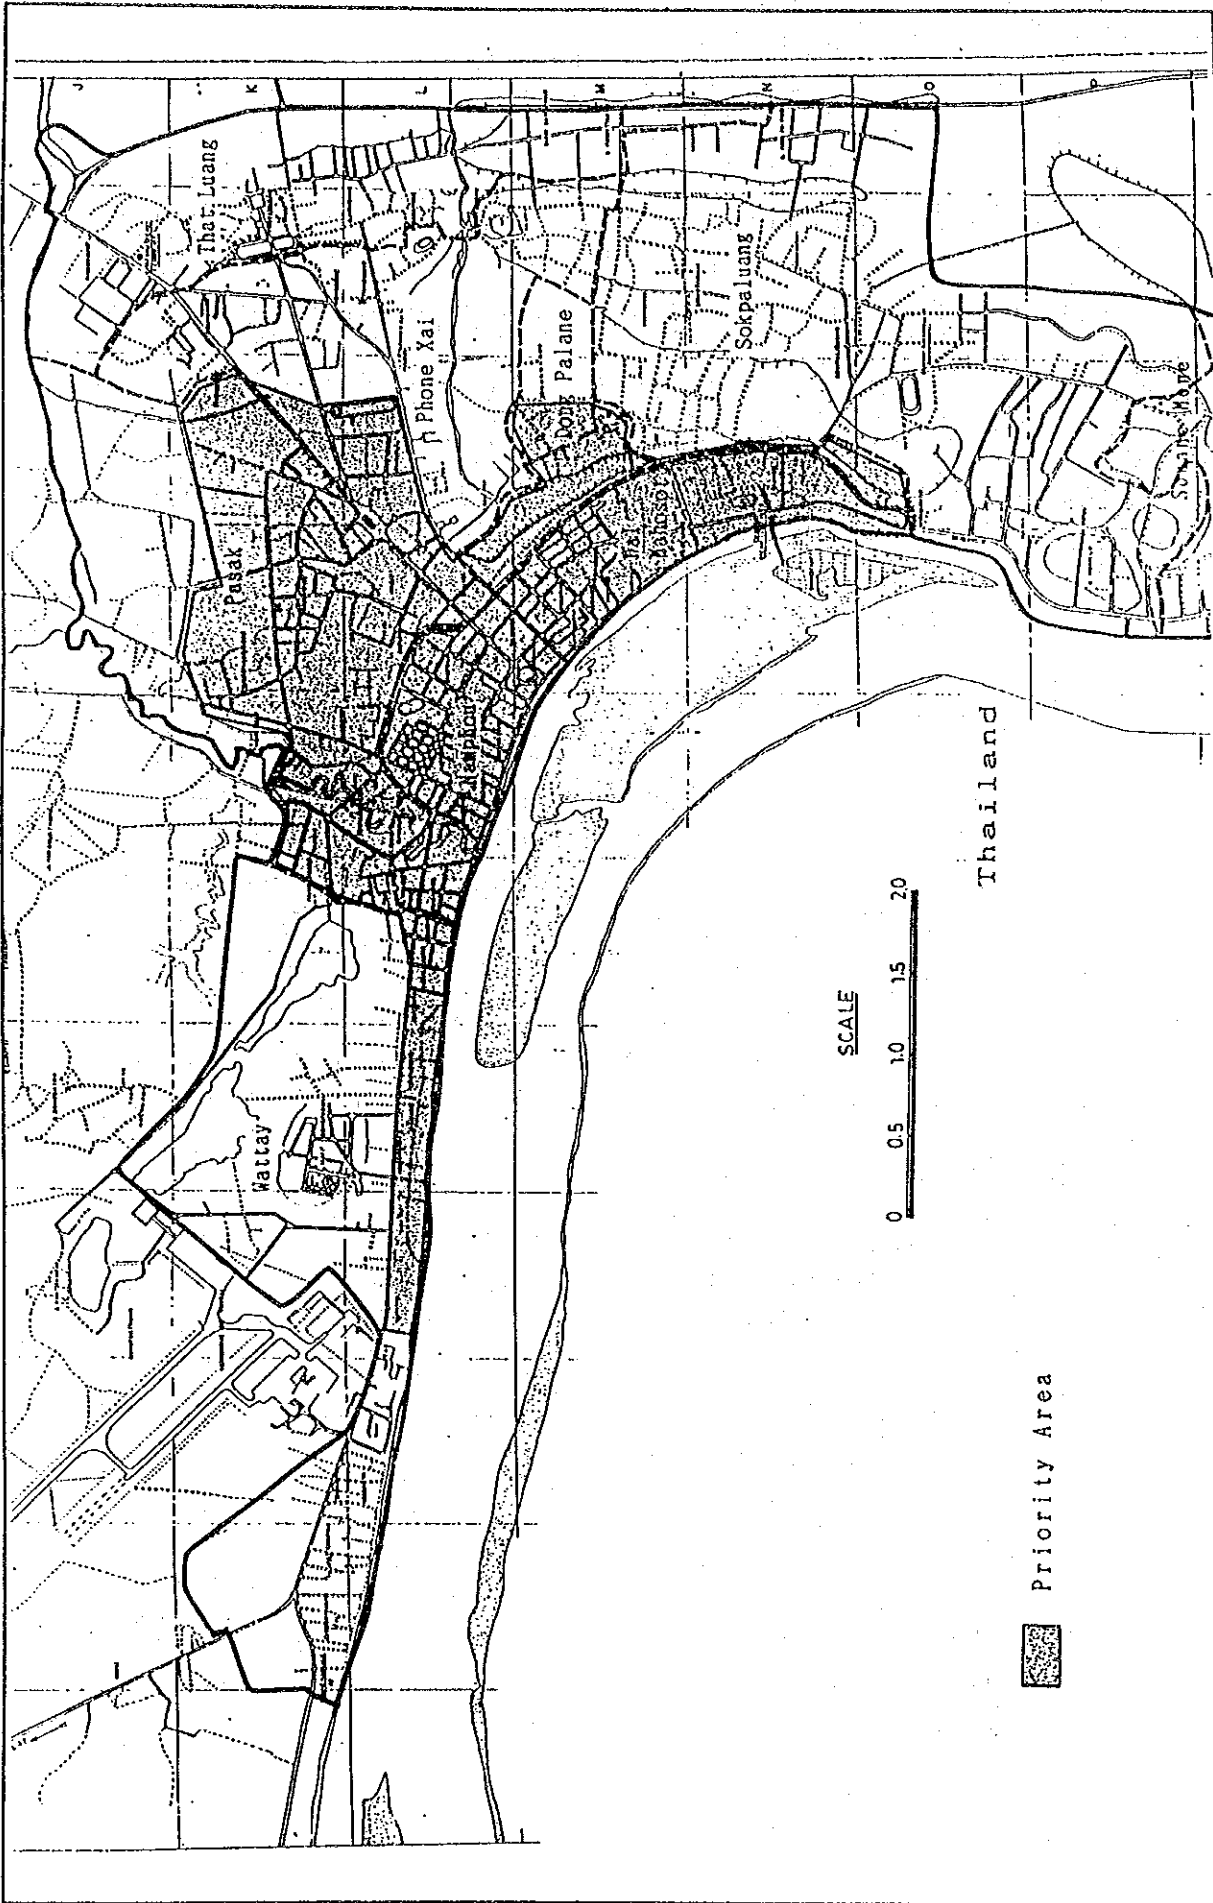 J
K
L
M
N
O
P
That Luang
Pasak
Phone Xai
Dong Palane
Sokpaluang
Namphou
Wattay
Thailand
SCALE
0 0.5 1.0 1.5 2.0
Priority Area